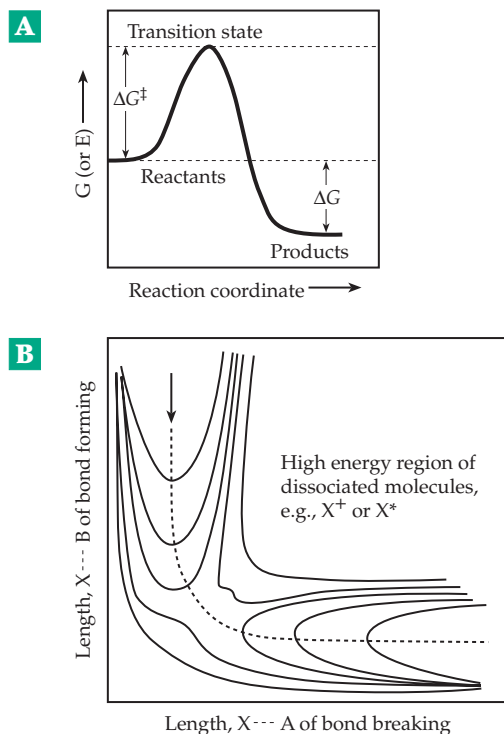 A
Transition state
ΔG‡
G (or E)
Reactants
ΔG
Products
Reaction coordinate
B
High energy region of
dissociated molecules,
e.g., X+ or X*
Length, X --- B of bond forming
Length, X --- A of bond breaking